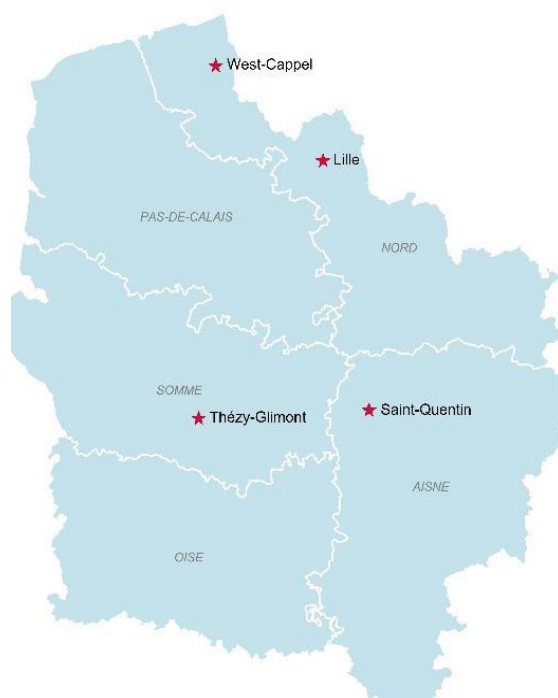 West-Cappel
Lille
PAS-DE-CALAIS
NORD
SOMME
Thézy-Glimont
Saint-Quentin
AISNE
OISE